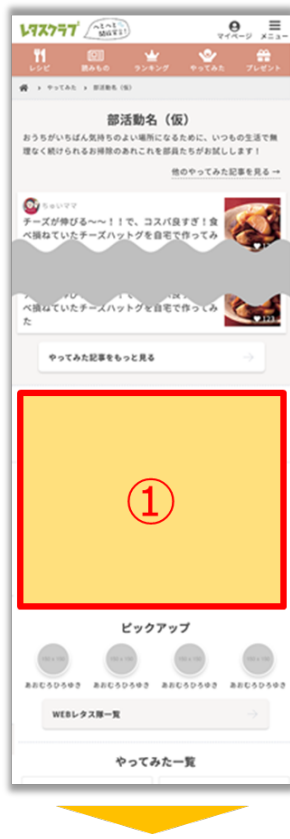 レタスクラブ
へとへと
マイページ
メニュー
レシピ
読みもの
ランキング
やってみた
プレゼント
› やってみた › 部活動名（仮）
部活動名（仮）
おうちがいちばん気持ちのよい場所になるために、いつもの生活で無
理なく続けられるお掃除のあれこれを部員たちがお試しします！
他のやってみた記事を見る →
ちゅいママ
チーズが伸びる〜〜！！で、コスパ良すぎ！食
べ損ねていたチーズハットグを自宅で作ってみ
べ損ねていたチーズハットグを自宅で作ってみ
た
123
やってみた記事をもっと見る →
①
ピックアップ
あおむろひろゆき
あおむろひろゆき
あおむろひろゆき
あおむろひろゆき
WEBレタス隊一覧 →
やってみた一覧